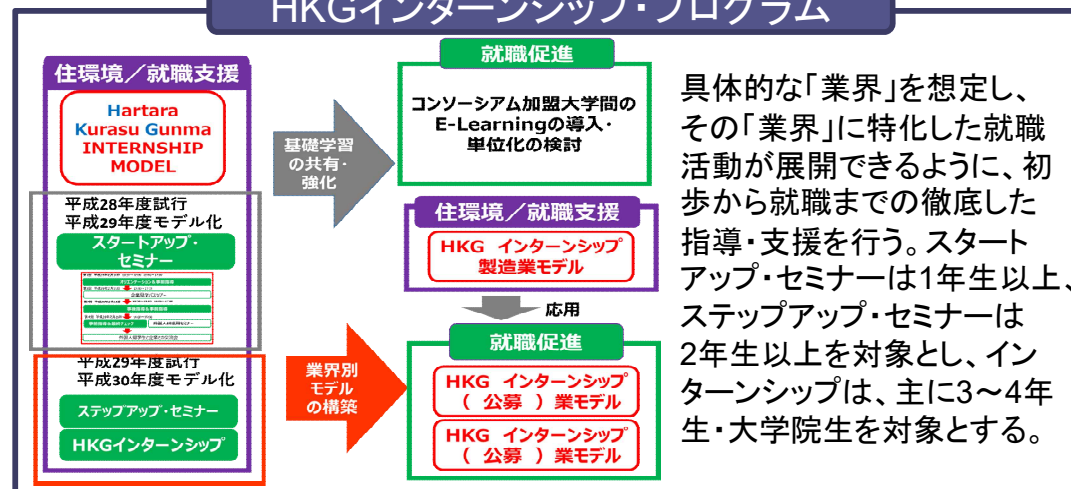 HKGインターンシップ・プログラム
住環境/就職支援
Hartara
Kurasu Gunma
INTERNSHIP
MODEL
平成28年度試行
平成29年度モデル化
スタートアップ・
セミナー
オリエンテーション&事前指導
平成29年度試行
平成30年度モデル化
ステップアップ・セミナー
HKGインターンシップ
基礎学習
の共有・
強化
業界別
モデル
の構築
就職促進
コンソーシアム加盟大学間の
E-Learningの導入・
単位化の検討
住環境/就職支援
HKG インターンシップ
製造業モデル
応用
就職促進
HKG インターンシップ
( 公募 )業モデル
HKG インターンシップ
( 公募 )業モデル
具体的な「業界」を想定し、
その「業界」に特化した就職
活動が展開できるように、初
歩から就職までの徹底した
指導・支援を行う。スタート
アップ・セミナーは1年生以上、
ステップアップ・セミナーは
2年生以上を対象とし、イン
ターンシップは、主に3~4年
生・大学院生を対象とする。